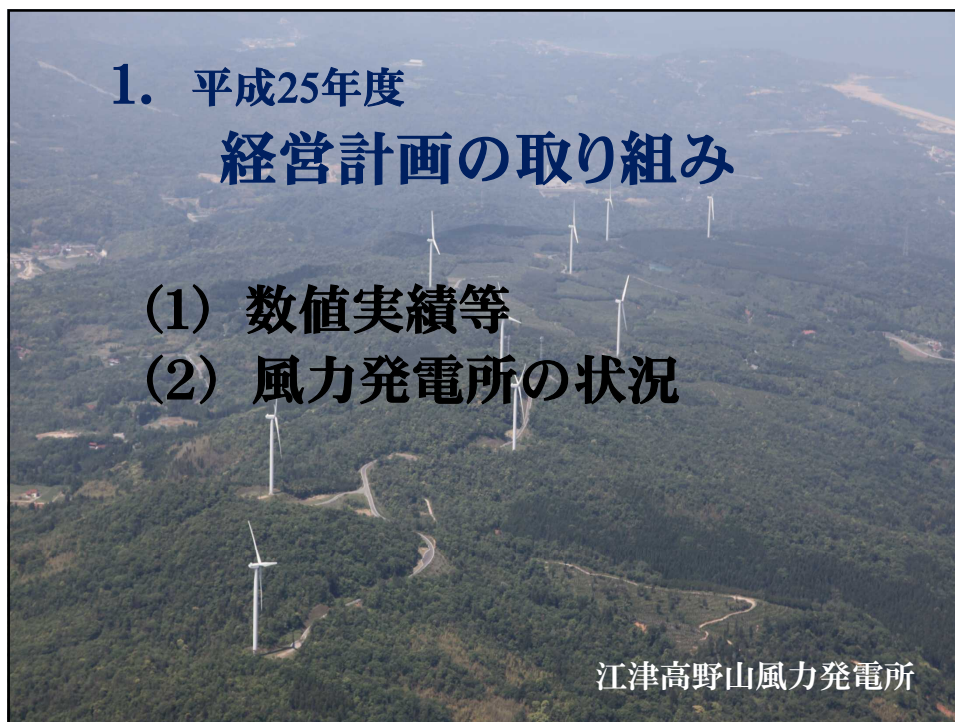 1. 平成25年度
経営計画の取り組み
(1) 数値実績等
(2) 風力発電所の状況
江津高野山風力発電所